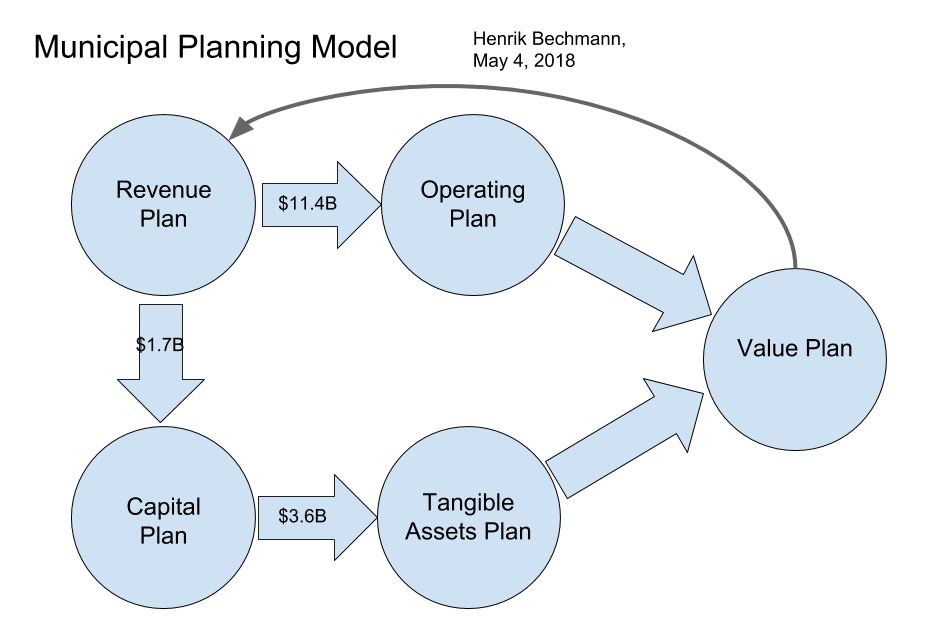 Municipal Planning Model
Henrik Bechmann,
May 4, 2018
Revenue
Plan
$11.4B
Operating
Plan
$1.7B
Value Plan
Capital
Plan
$3.6B
Tangible
Assets Plan